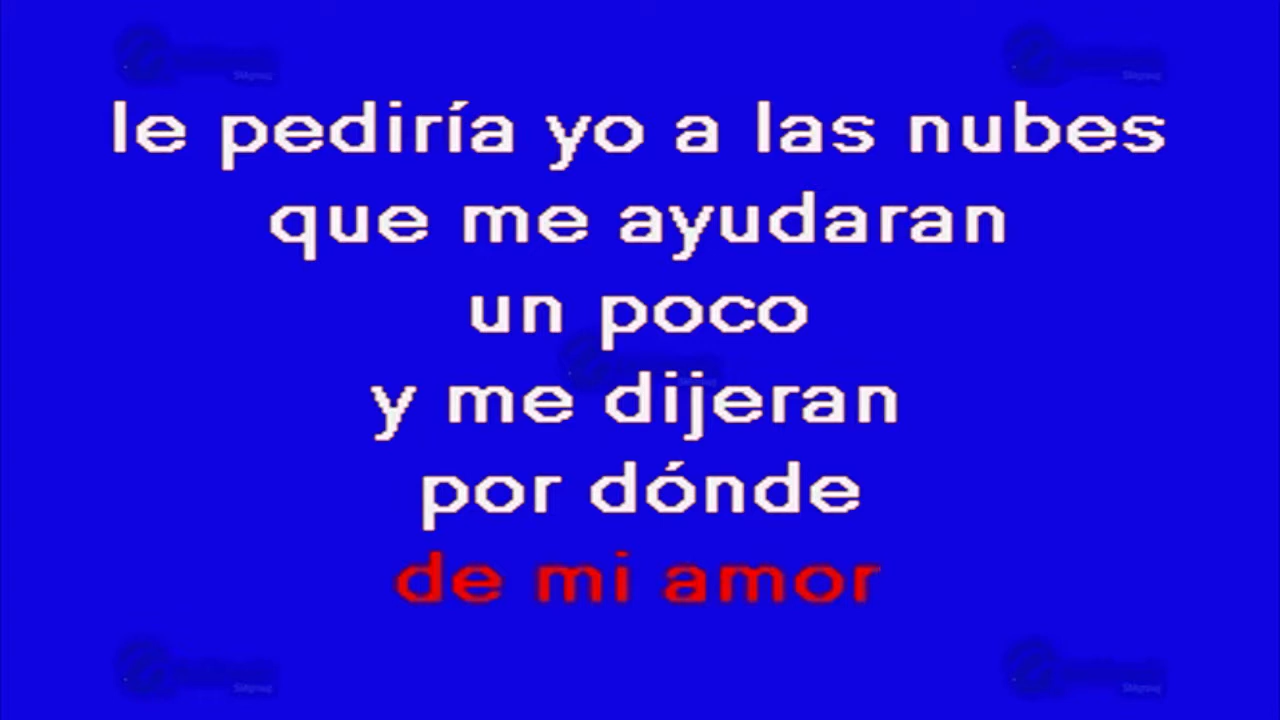 le pediría yo a las nubes
que me ayudaran
un poco
y me dijeran
por dónde
de mi amor